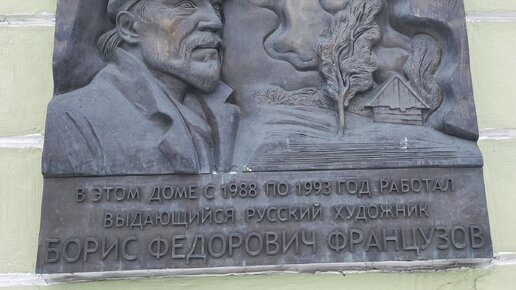 В ЭТОМ ДОМЕ С 1988 ПО 1993 ГОД РАБОТАЛ
ВЫДАЮЩИЙСЯ РУССКИЙ ХУДОЖНИК
БОРИС ФЕДОРОВИЧ ФРАНЦУЗОВ